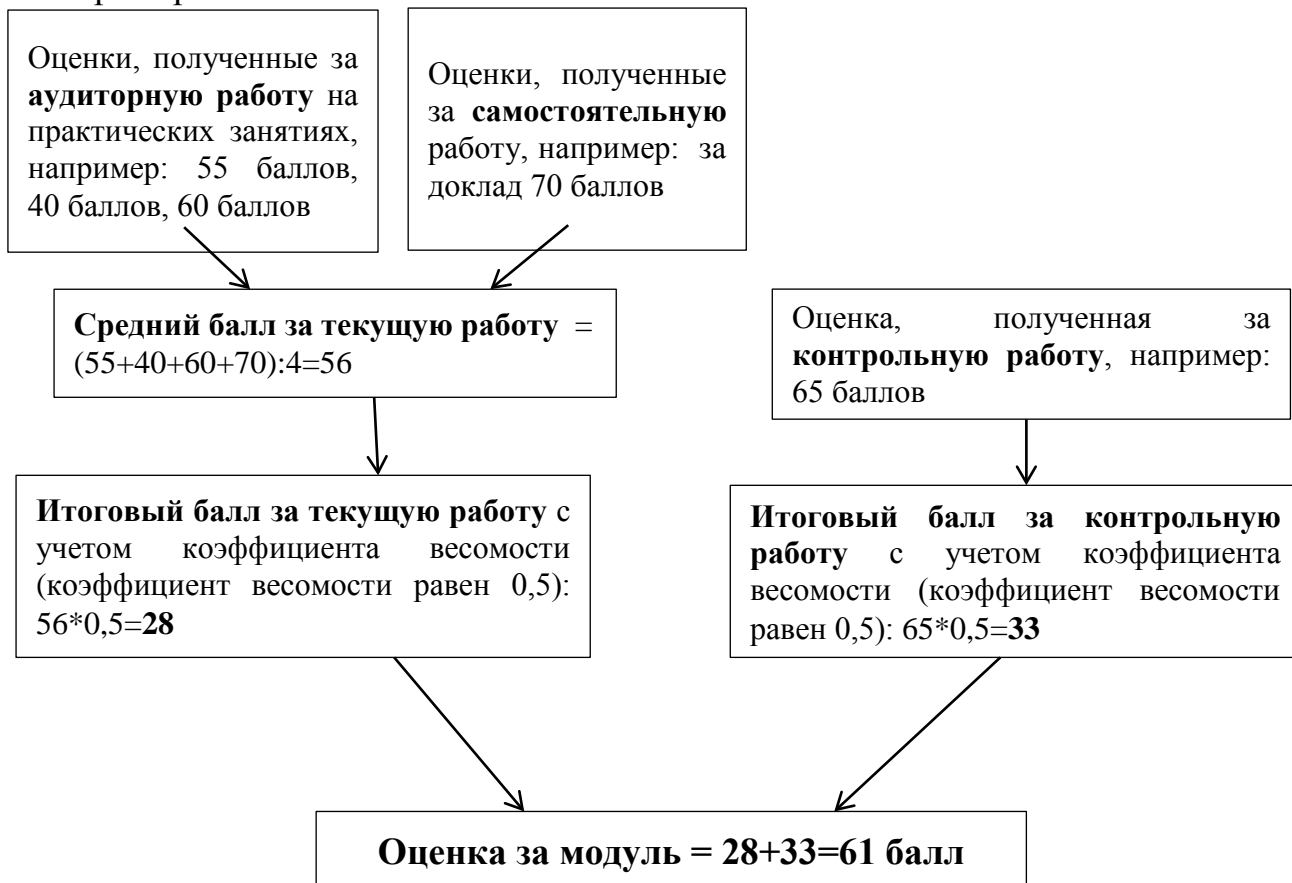 Оценки, полученные за
аудиторную работу на
практических занятиях,
например: 55 баллов,
40 баллов, 60 баллов
Оценки, полученные
за самостоятельную
работу, например: за
доклад 70 баллов
Средний балл за текущую работу =
(55+40+60+70):4=56
Оценка, полученная за
контрольную работу, например:
65 баллов
Итоговый балл за текущую работу с
учетом коэффициента весомости
(коэффициент весомости равен 0,5):
56*0,5=28
Итоговый балл за контрольную
работу с учетом коэффициента
весомости (коэффициент весомости
равен 0,5): 65*0,5=33
Оценка за модуль = 28+33=61 балл